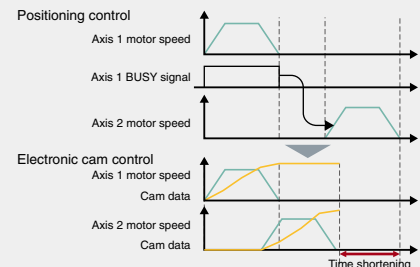 Positioning control
Axis 1 motor speed
Axis 1 BUSY signal
Axis 2 motor speed
Electronic cam control
Axis 1 motor speed
Cam data
Axis 2 motor speed
Cam data
Time shortening